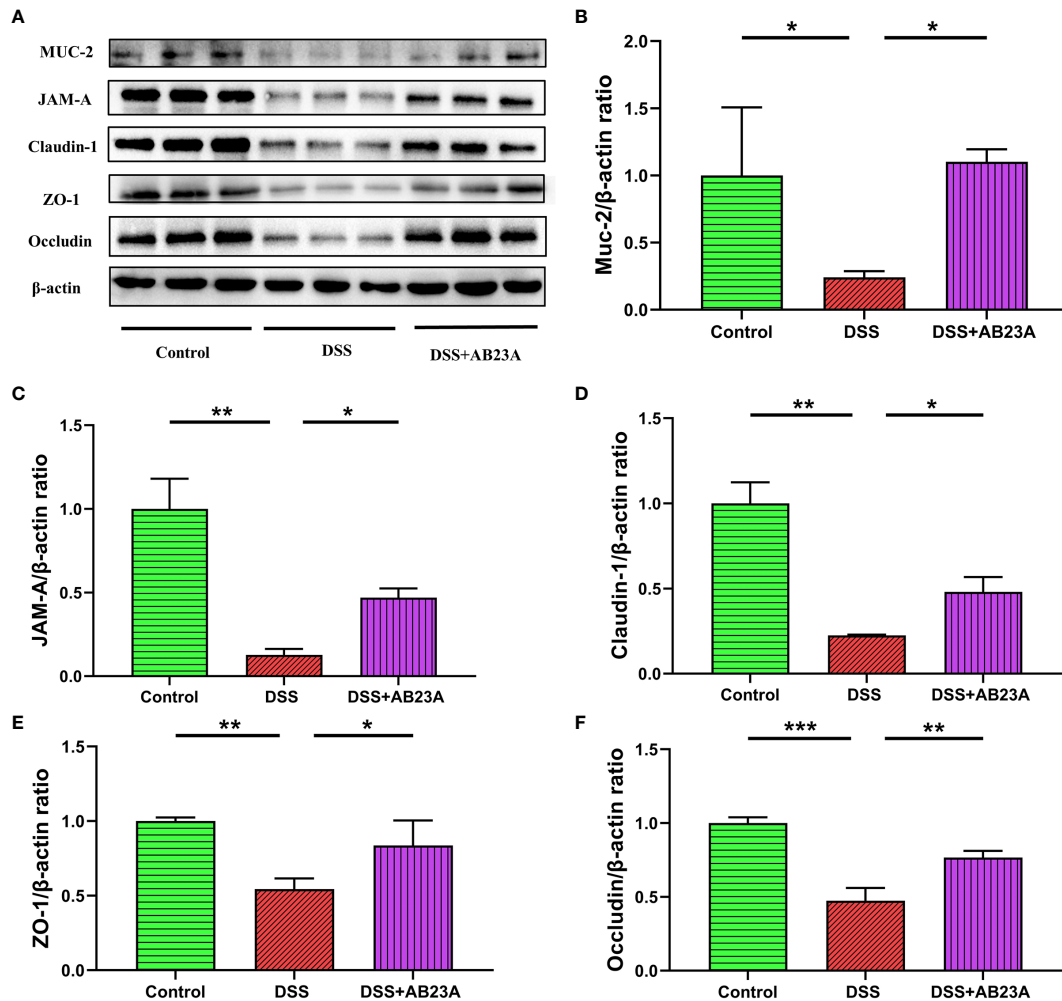 A
MUC-2
JAM-A
Claudin-1
ZO-1
Occludin
β-actin
Control DSS DSS+AB23A
B
* *
Muc-2/β-actin ratio
2.0
1.5
1.0
0.5
0.0
Control DSS DSS+AB23A
C
** *
JAM-A/β-actin ratio
1.5
1.0
0.5
0.0
Control DSS DSS+AB23A
D
** *
Claudin-1/β-actin ratio
1.5
1.0
0.5
0.0
Control DSS DSS+AB23A
E
** *
ZO-1/β-actin ratio
1.5
1.0
0.5
0.0
Control DSS DSS+AB23A
F
*** **
Occludin/β-actin ratio
1.5
1.0
0.5
0.0
Control DSS DSS+AB23A